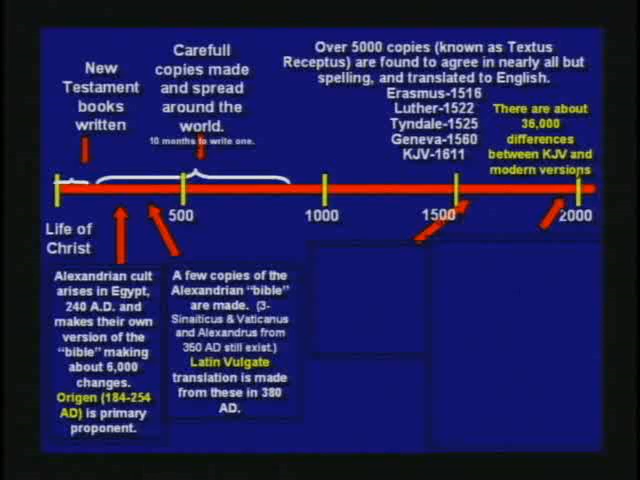 New
Testament
books
written
Carefull
copies made
and spread
around the
world.
10 months to write one.
Over 5000 copies (known as Textus
Receptus) are found to agree in nearly all but
spelling, and translated to English.
Erasmus-1516
Luther-1522
Tyndale-1525
Geneva-1560
KJV-1611
There are about
36,000
differences
between KJV and
modern versions
500
1000
1500
2000
Life of
Christ
Alexandrian cult
arises in Egypt,
240 A.D. and
makes their own
version of the
"bible" making
about 6,000
changes.
Origen (184-254
AD) is primary
proponent.
A few copies of the
Alexandrian "bible"
are made. (3-
Sinaiticus & Vaticanus
and Alexandrus from
350 AD still exist.)
Latin Vulgate
translation is made
from these in 380
AD.